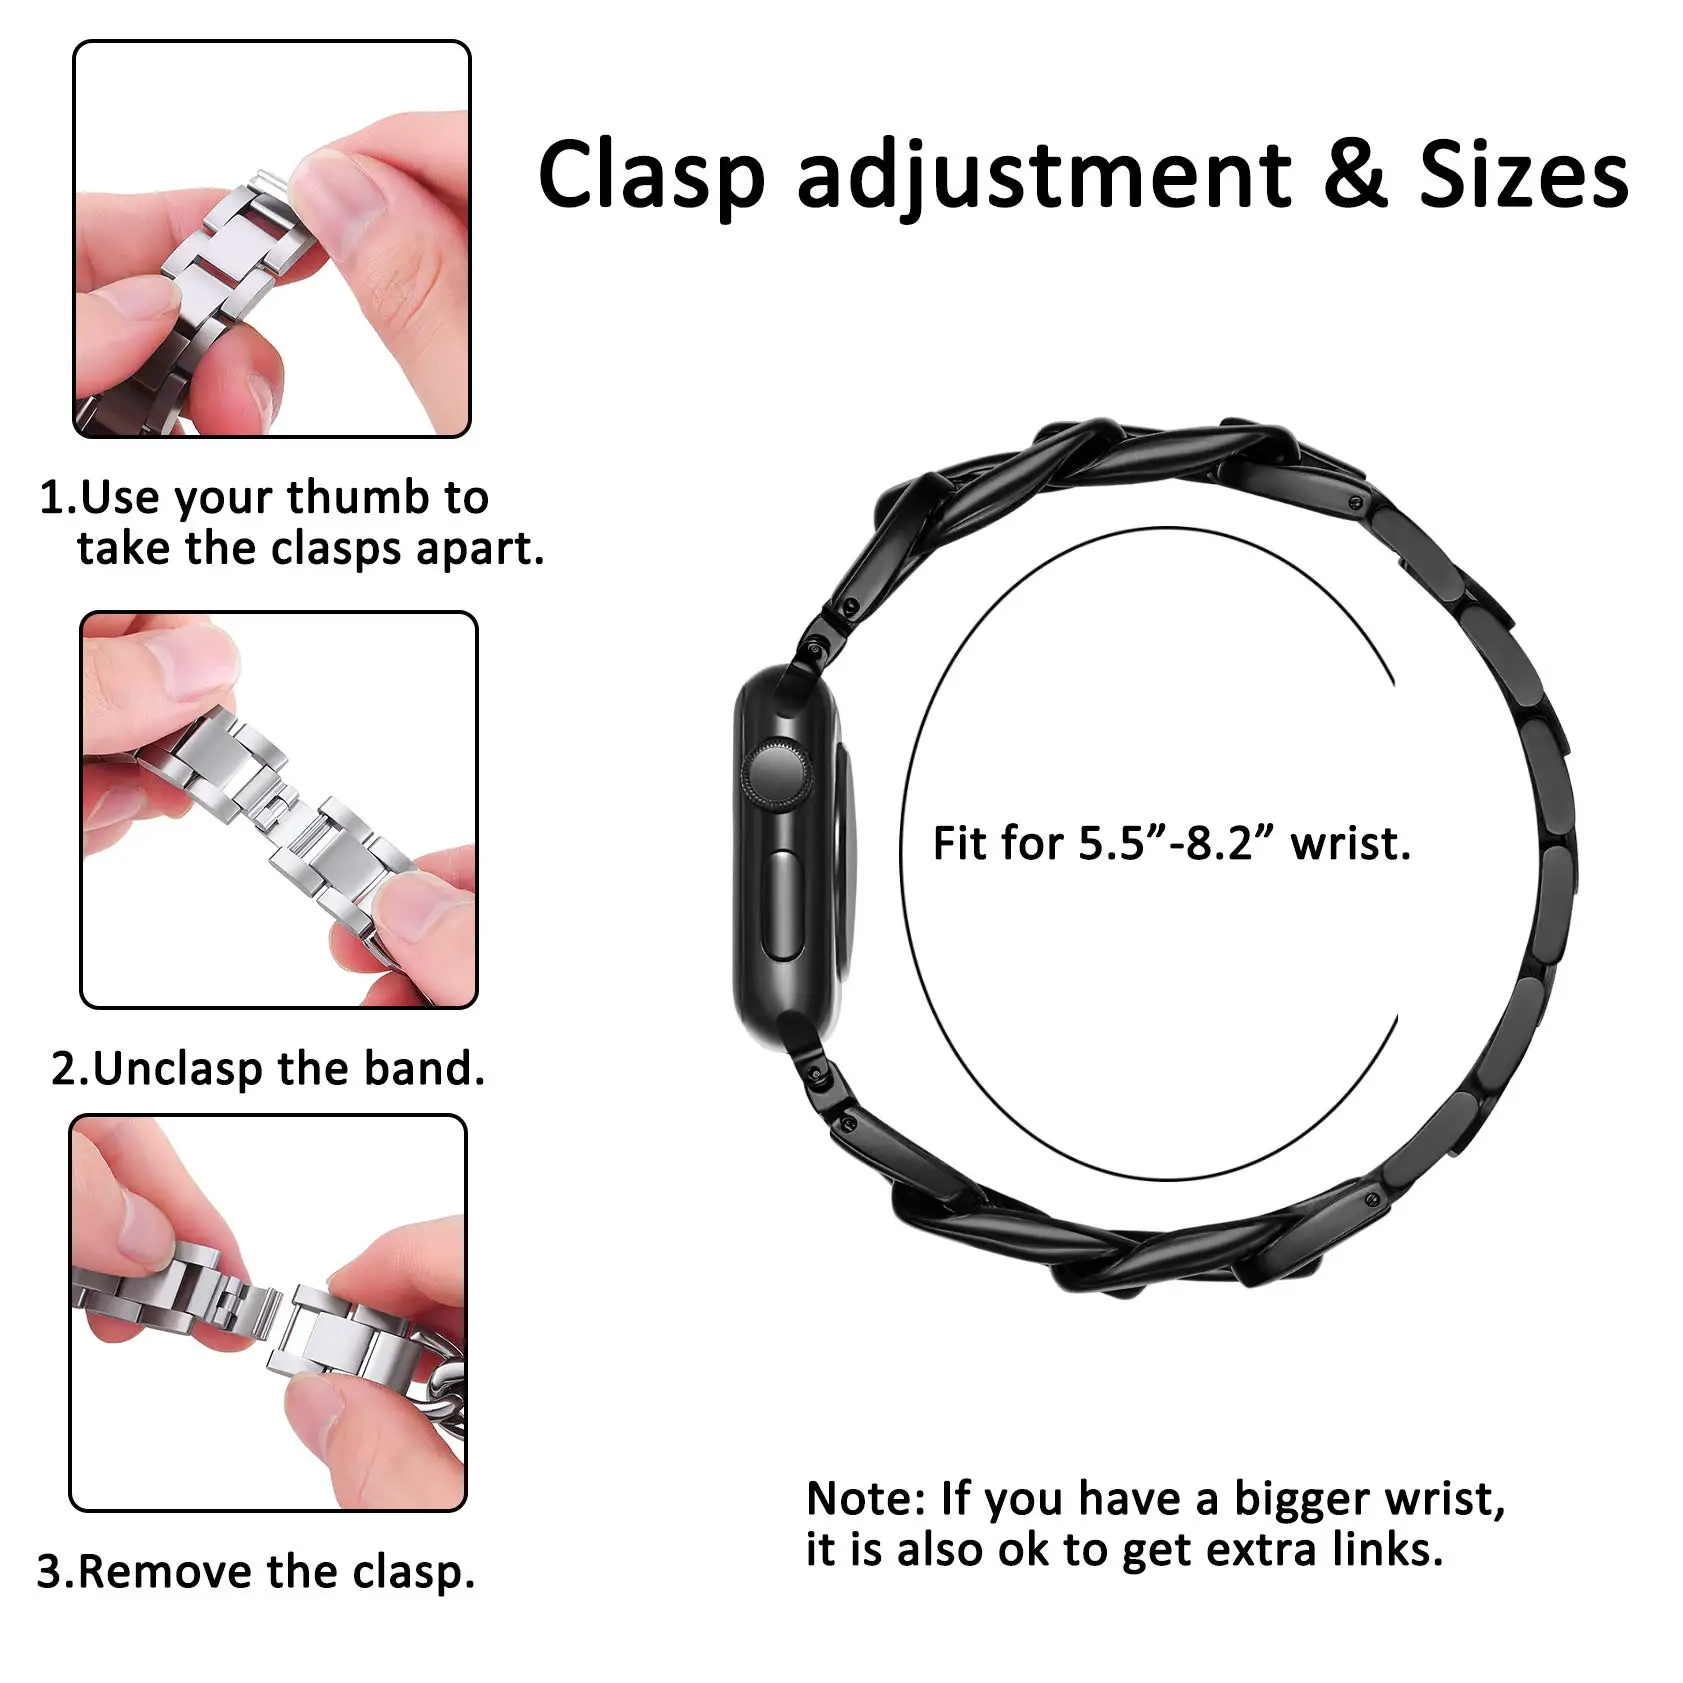 Clasp adjustment & Sizes
1.Use your thumb to
take the clasps apart.
2.Unclasp the band.
3.Remove the clasp.
Fit for 5.5”-8.2” wrist.
Note: If you have a bigger wrist,
it is also ok to get extra links.